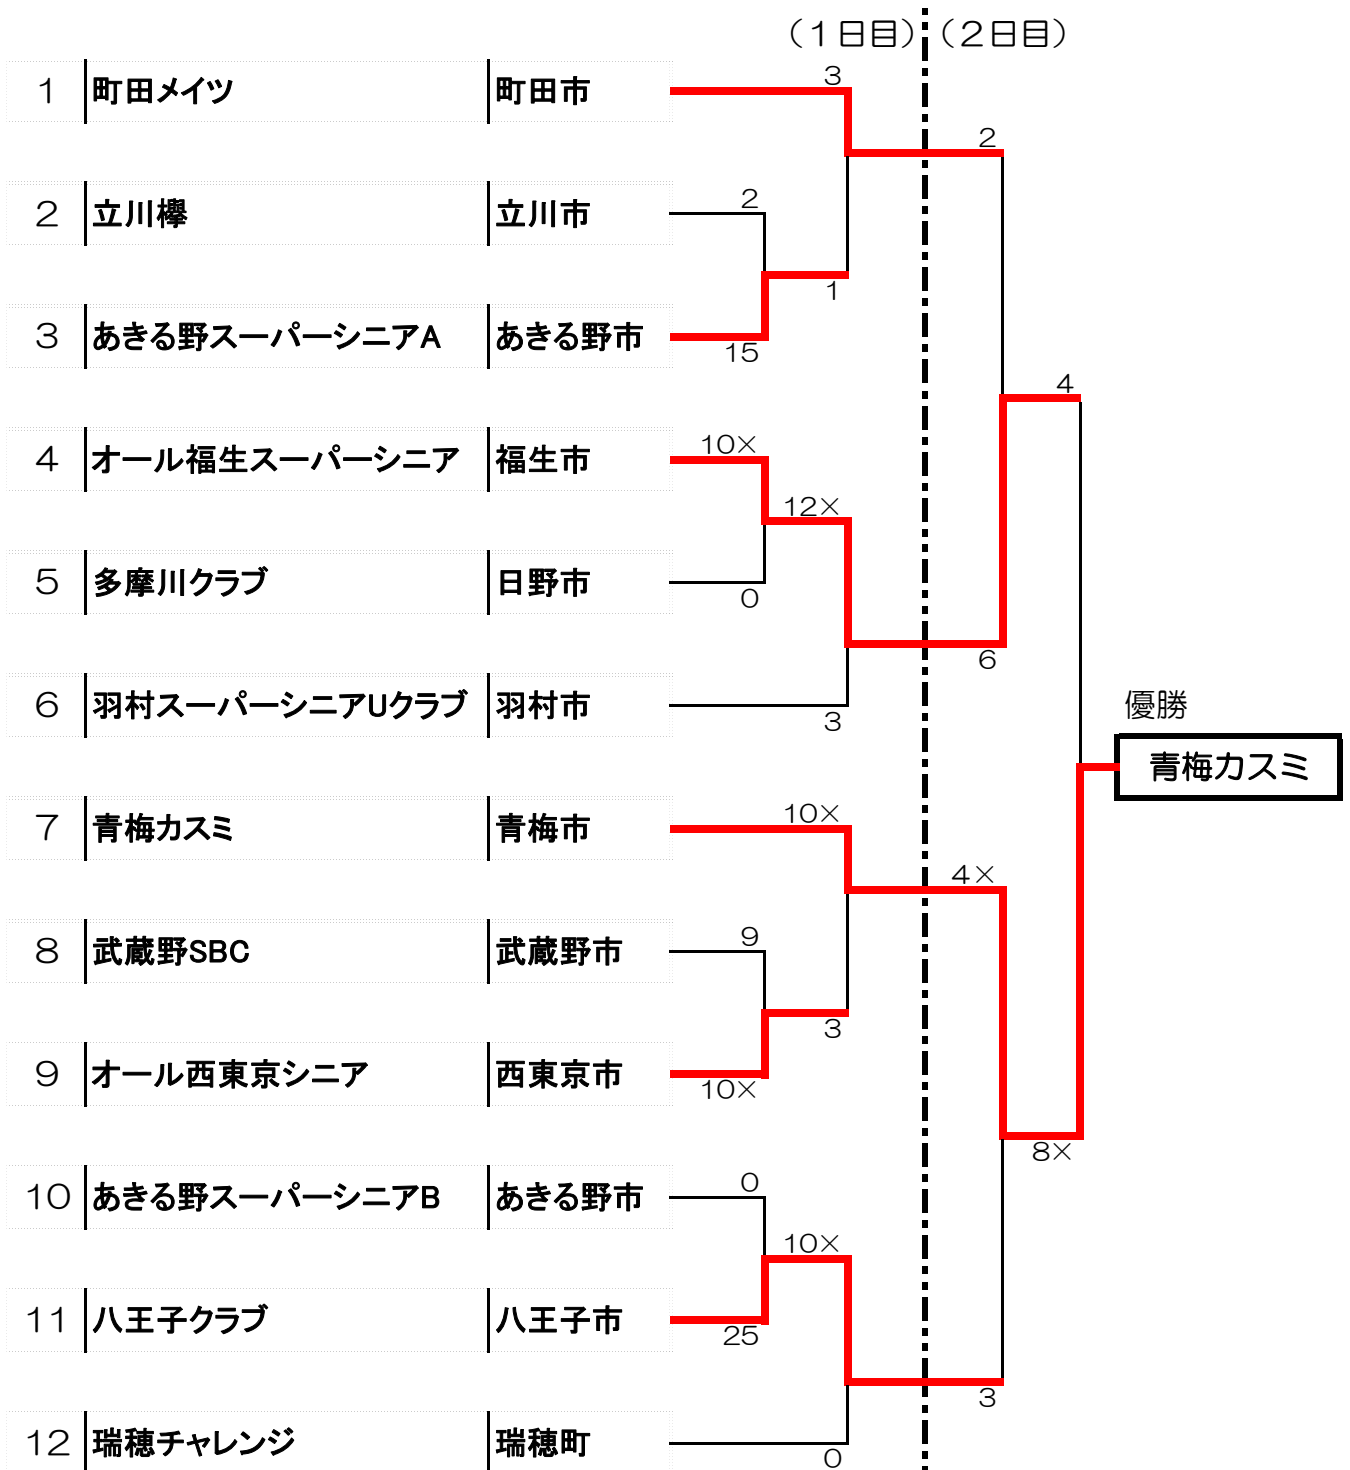 （１日目）（２日目）
3
1 町田メイツ 町田市
2
2
2 立川欅 立川市
1
3 あきる野スーパーシニアA あきる野市
15
4
10×
4 オール福生スーパーシニア 福生市
12×
5 多摩川クラブ 日野市
0
6
6 羽村スーパーシニアUクラブ 羽村市
3
優勝
青梅カスミ
10×
7 青梅カスミ 青梅市
4×
9
8 武蔵野SBC 武蔵野市
3
9 オール西東京シニア 西東京市
10×
8×
0
10 あきる野スーパーシニアB あきる野市
10×
11 八王子クラブ 八王子市
25
3
12 瑞穂チャレンジ 瑞穂町
0